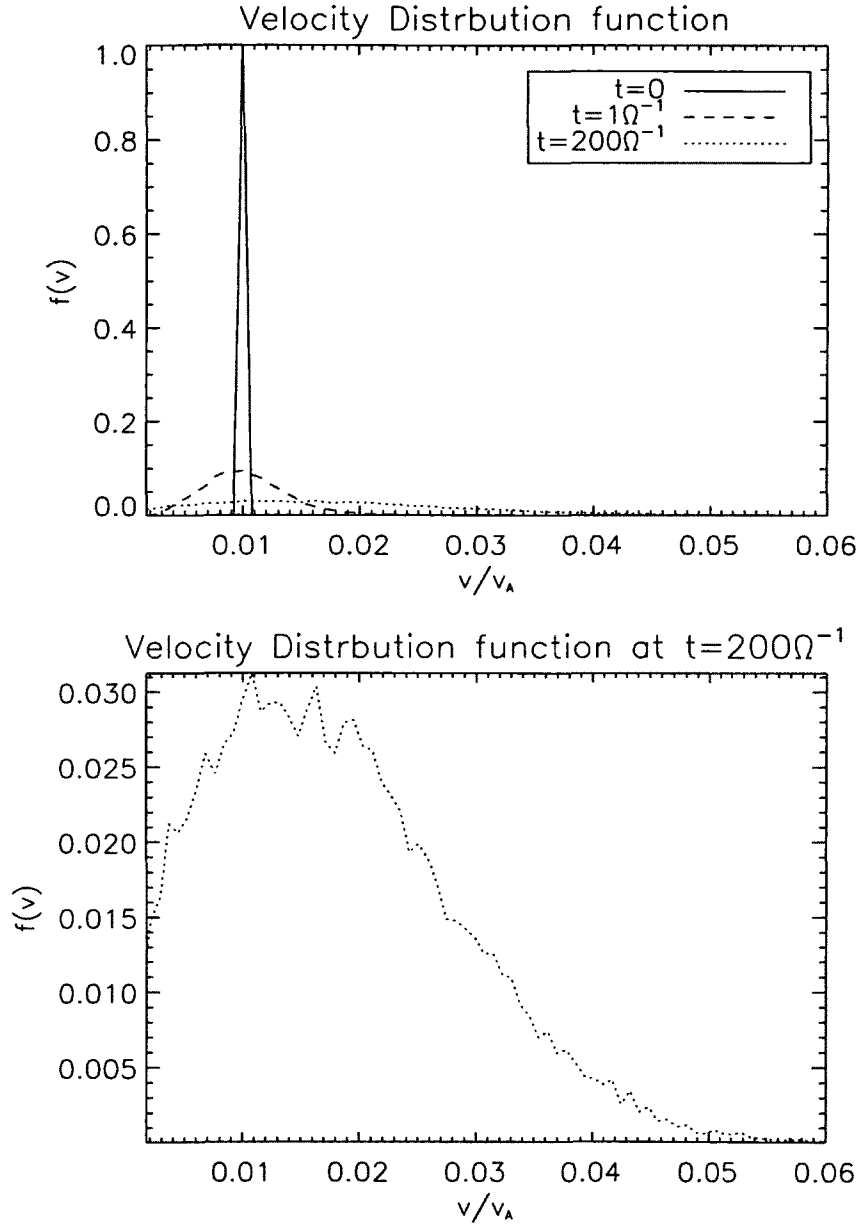 Velocity Distrbution function
1.0
0.8
0.6
0.4
0.2
0.0
f(v)
t=0
t=1Ω⁻¹
t=200Ω⁻¹
0.01 0.02 0.03 0.04 0.05 0.06
v/v_A
Velocity Distrbution function at t=200Ω⁻¹
0.030
0.025
0.020
0.015
0.010
0.005
f(v)
0.01 0.02 0.03 0.04 0.05 0.06
v/v_A